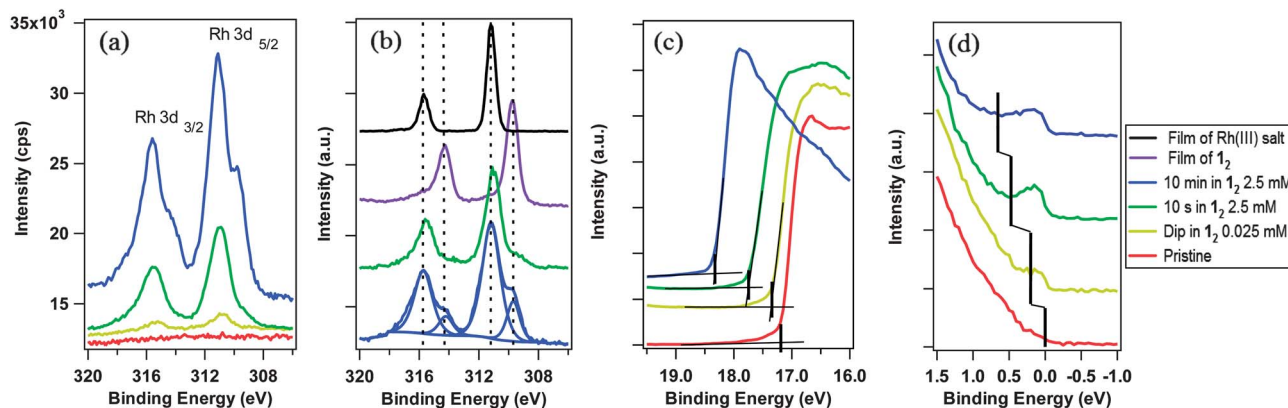 (a)
Rh 3d 5/2
Rh 3d 3/2
35x10³
30
25
20
15
Intensity (cps)
320 316 312 308
Binding Energy (eV)
(b)
Intensity (a.u.)
320 316 312 308
Binding Energy (eV)
(c)
Intensity (a.u.)
19.0 18.0 17.0 16.0
Binding Energy (eV)
(d)
Intensity (a.u.)
1.5 1.0 0.5 0.0 -0.5 -1.0
Binding Energy (eV)
Film of Rh(III) salt
Film of 1₂
10 min in 1₂ 2.5 mM
10 s in 1₂ 2.5 mM
Dip in 1₂ 0.025 mM
Pristine